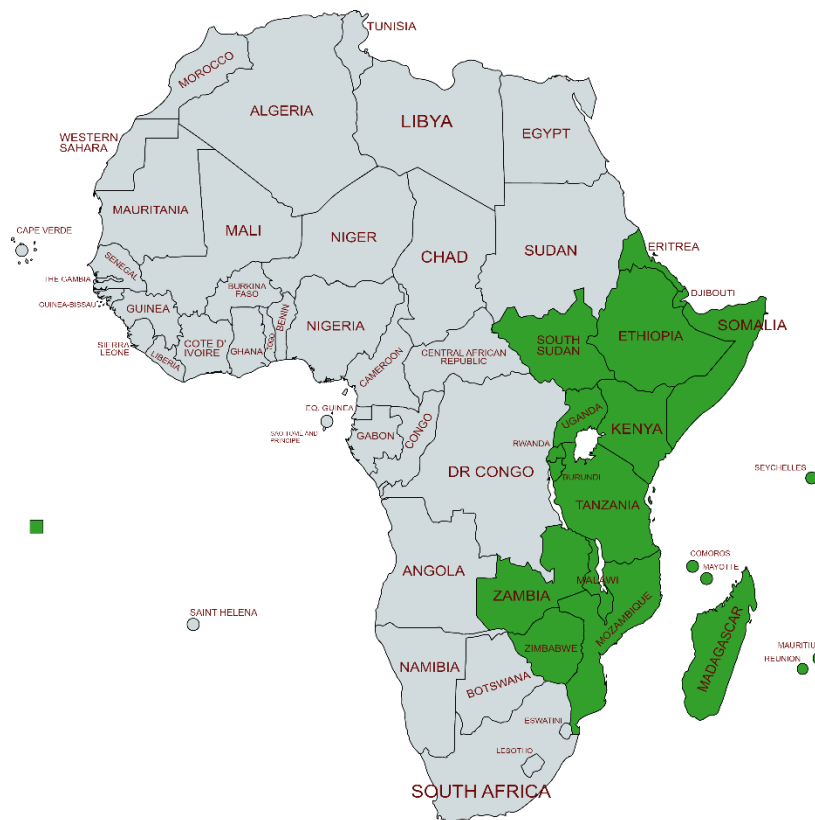 TUNISIA
MOROCCO
ALGERIA
LIBYA
EGYPT
WESTERN
SAHARA
MAURITANIA
MALI
NIGER
CHAD
SUDAN
ERITREA
CAPE VERDE
SENEGAL
THE GAMBIA
GUINEA-BISSAU
GUINEA
BURKINA
FASO
BENIN
TOGO
NIGERIA
DJIBOUTI
SOMALIA
ETHIOPIA
SOUTH
SUDAN
SIERRA
LEONE
LIBERIA
COTE D'
IVOIRE
GHANA
CAMEROON
CENTRAL AFRICAN
REPUBLIC
EQ. GUINEA
SAO TOME AND
PRINCIPE
GABON
CONGO
UGANDA
KENYA
RWANDA
BURUNDI
DR CONGO
TANZANIA
SEYCHELLES
COMOROS
MAYOTTE
ANGOLA
ZAMBIA
MALAWI
MOZAMBIQUE
SAINT HELENA
ZIMBABWE
MADAGASCAR
MAURITIU
REUNION
NAMIBIA
BOTSWANA
ESWATINI
LESOTHO
SOUTH AFRICA